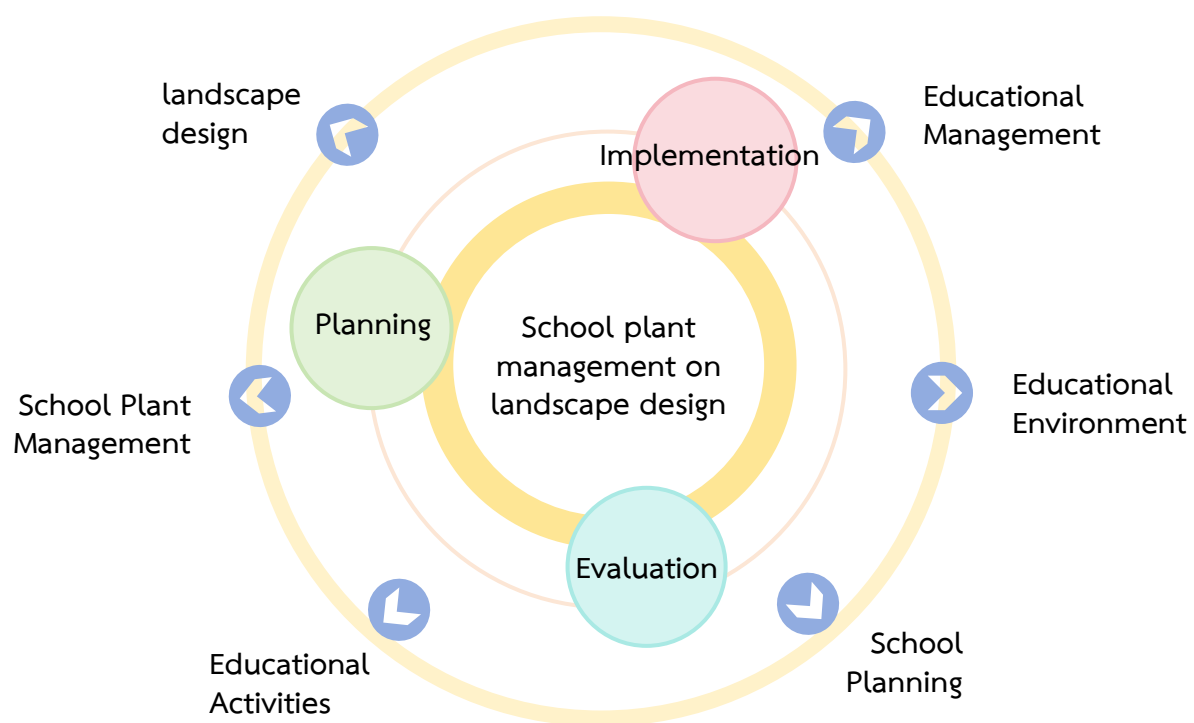 landscape
design
Educational
Management
Implementation
Planning
School plant
management on
landscape design
School Plant
Management
Educational
Environment
Evaluation
Educational
Activities
School
Planning